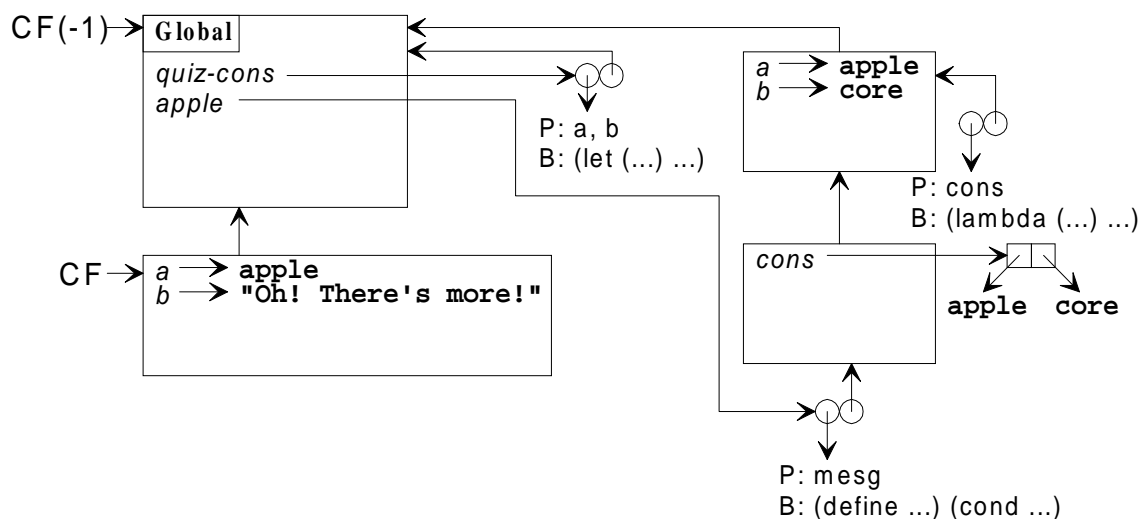 CF(-1)
Global
quiz-cons
apple
P: a, b
B: (let (...) ...)
a apple
b core
P: cons
B: (lambda (...) ...)
CF
a apple
b "Oh! There's more!"
cons
apple core
P: mesg
B: (define ...) (cond ...)